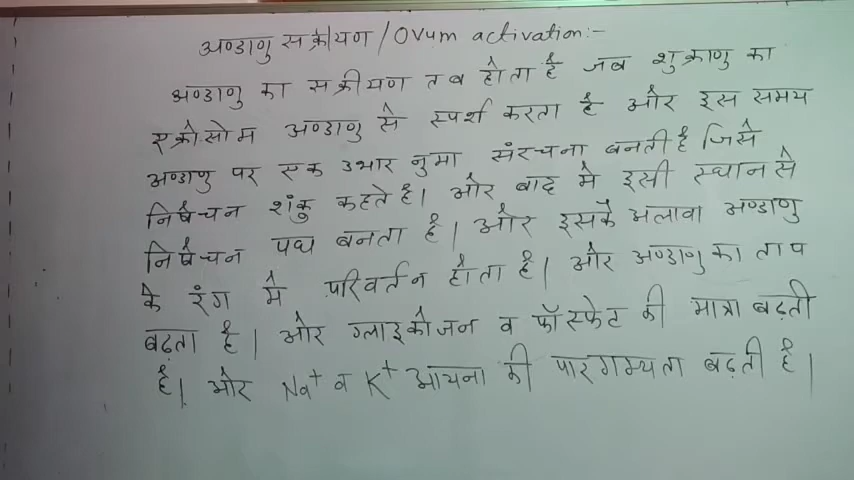 अण्डाणु सक्रीयण / Ovum activation:-
अण्डाणु का सक्रीयण तब होता है जब शुक्राणु का
एक्रोसोम अण्डाणु से स्पर्श करता है और इस समय
अण्डाणु पर एक उभार नुमा संरचना बनती है जिसे
निषेचन शंकु कहते है। और बाद मे इसी स्थान से
निषेचन पथ बनता है। और इसके अलावा अण्डाणु
के रंग मे परिवर्तन होता है। और अण्डाणु का ताप
बढ़ता है। और ग्लाइकोजन व फॉस्फेट की मात्रा बढ़ती
है। और Na+ व K+ आयना की पारगम्यता बढ़ती है।